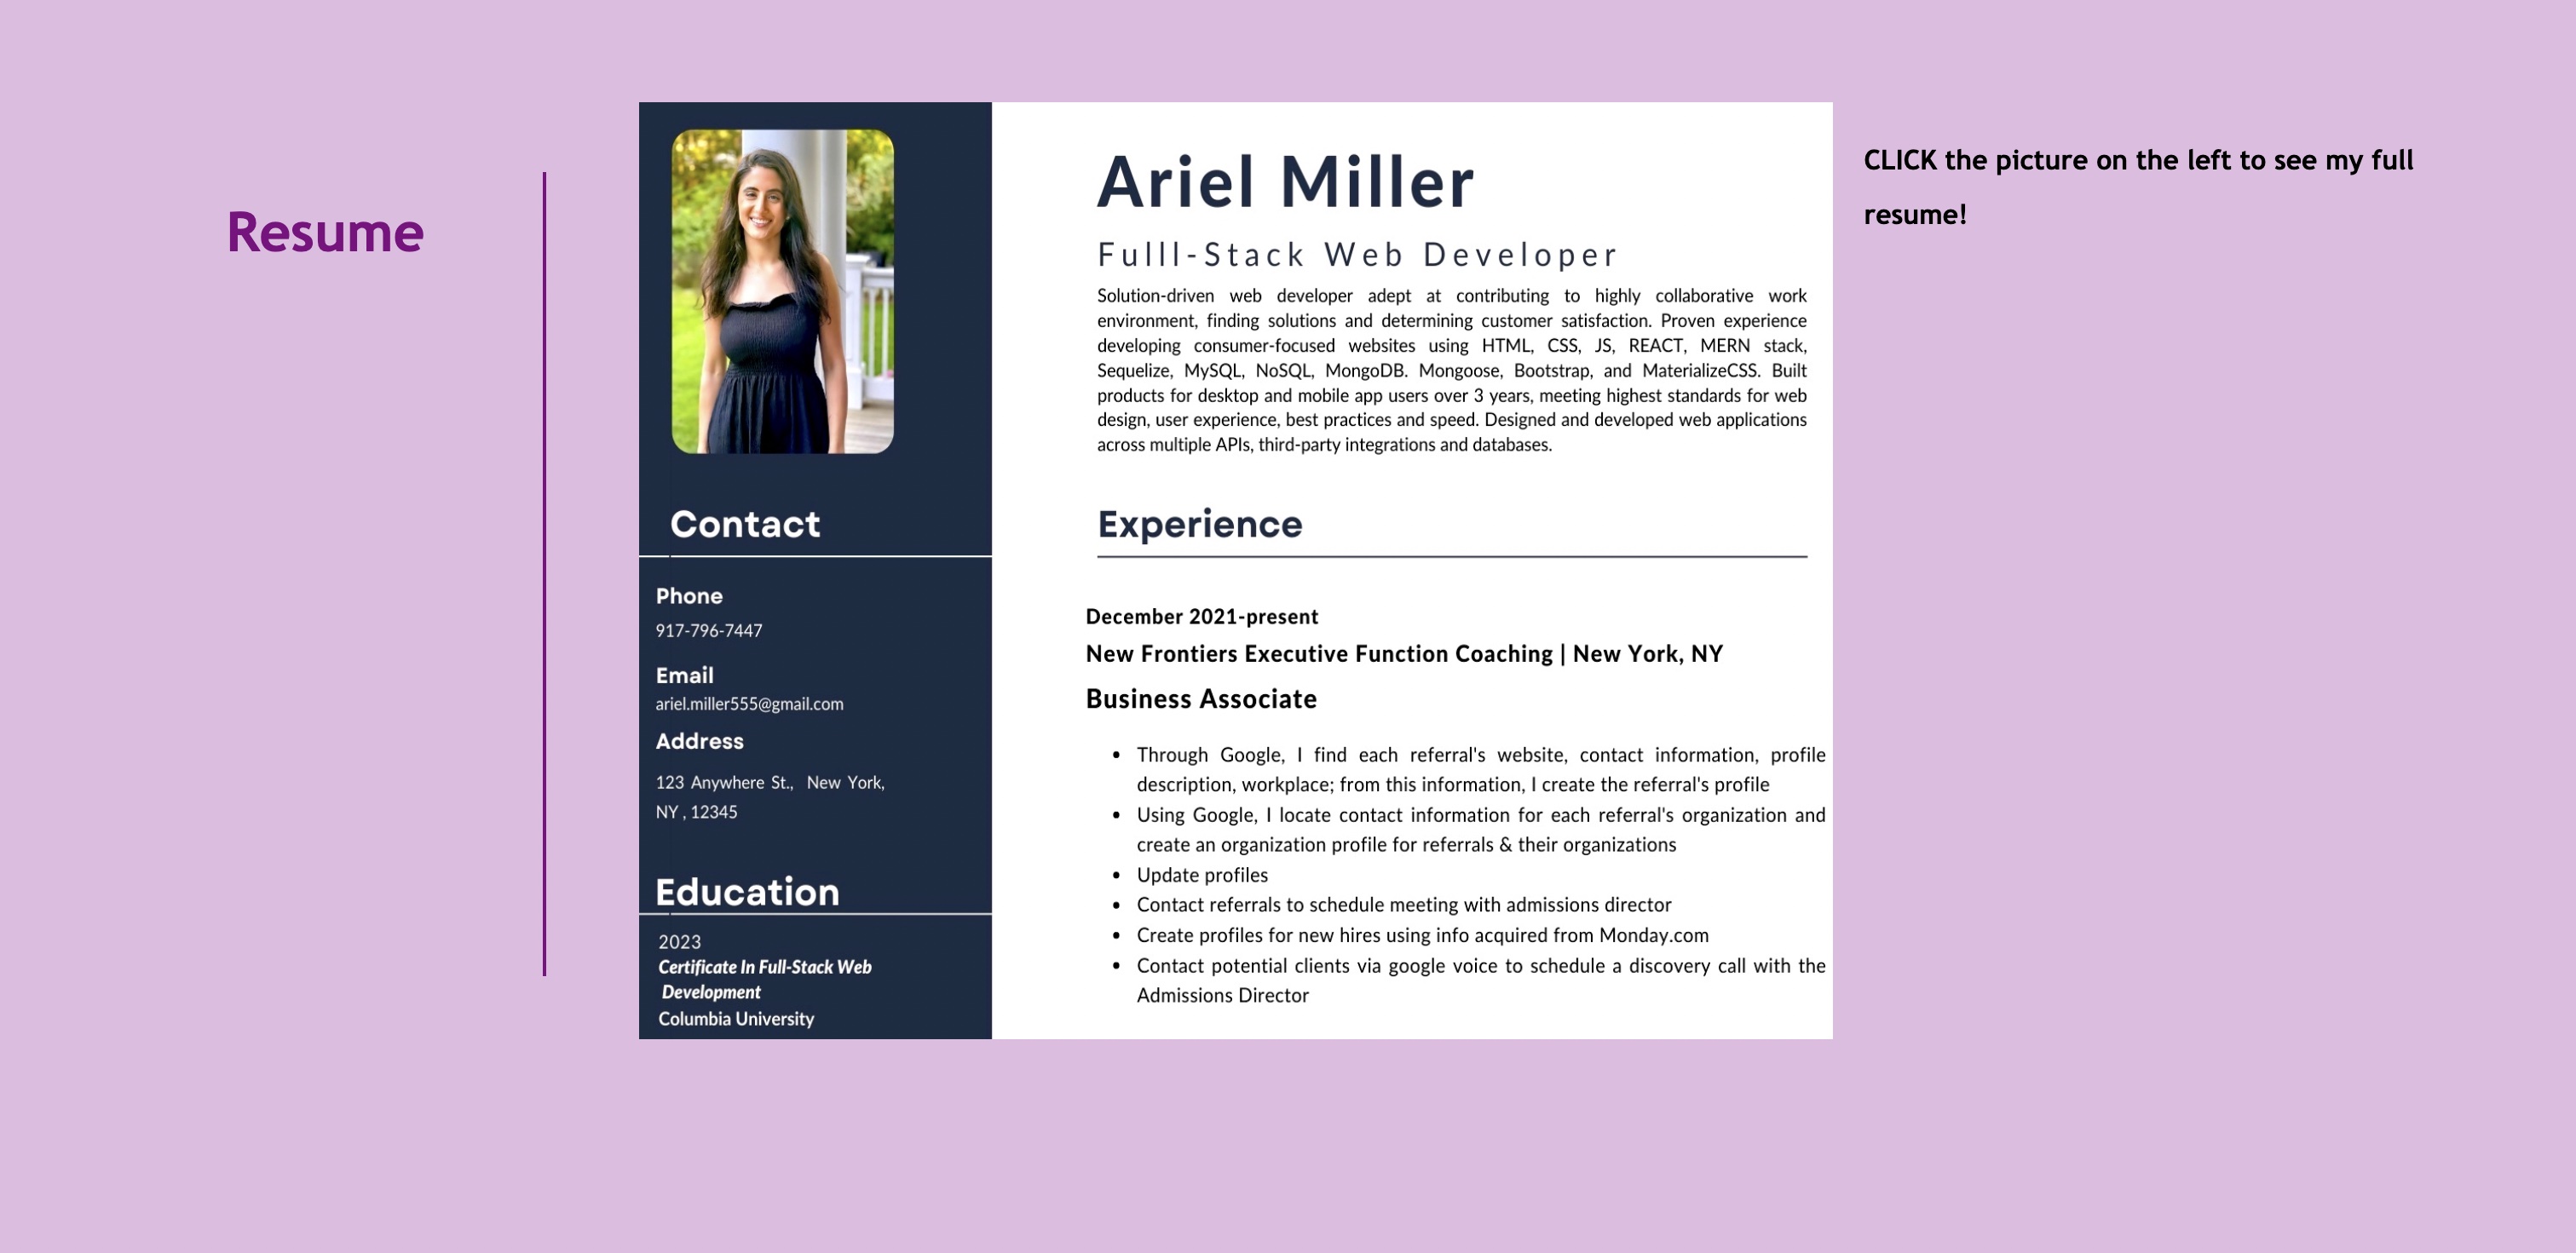 Resume
Ariel Miller
Fulll-Stack Web Developer
Solution-driven web developer adept at contributing to highly collaborative work
environment, finding solutions and determining customer satisfaction. Proven experience
developing consumer-focused websites using HTML, CSS, JS, REACT, MERN stack,
Sequelize, MySQL, NoSQL, MongoDB. Mongoose, Bootstrap, and MaterializeCSS. Built
products for desktop and mobile app users over 3 years, meeting highest standards for web
design, user experience, best practices and speed. Designed and developed web applications
across multiple APIs, third-party integrations and databases.
Contact
Phone
917-796-7447
Email
ariel.miller555@gmail.com
Address
123 Anywhere St., New York,
NY , 12345
Education
2023
Certificate In Full-Stack Web
Development
Columbia University
Experience
December 2021-present
New Frontiers Executive Function Coaching | New York, NY
Business Associate
• Through Google, I find each referral's website, contact information, profile
description, workplace; from this information, I create the referral's profile
• Using Google, I locate contact information for each referral's organization and
create an organization profile for referrals & their organizations
• Update profiles
• Contact referrals to schedule meeting with admissions director
• Create profiles for new hires using info acquired from Monday.com
• Contact potential clients via google voice to schedule a discovery call with the
Admissions Director
CLICK the picture on the left to see my full
resume!